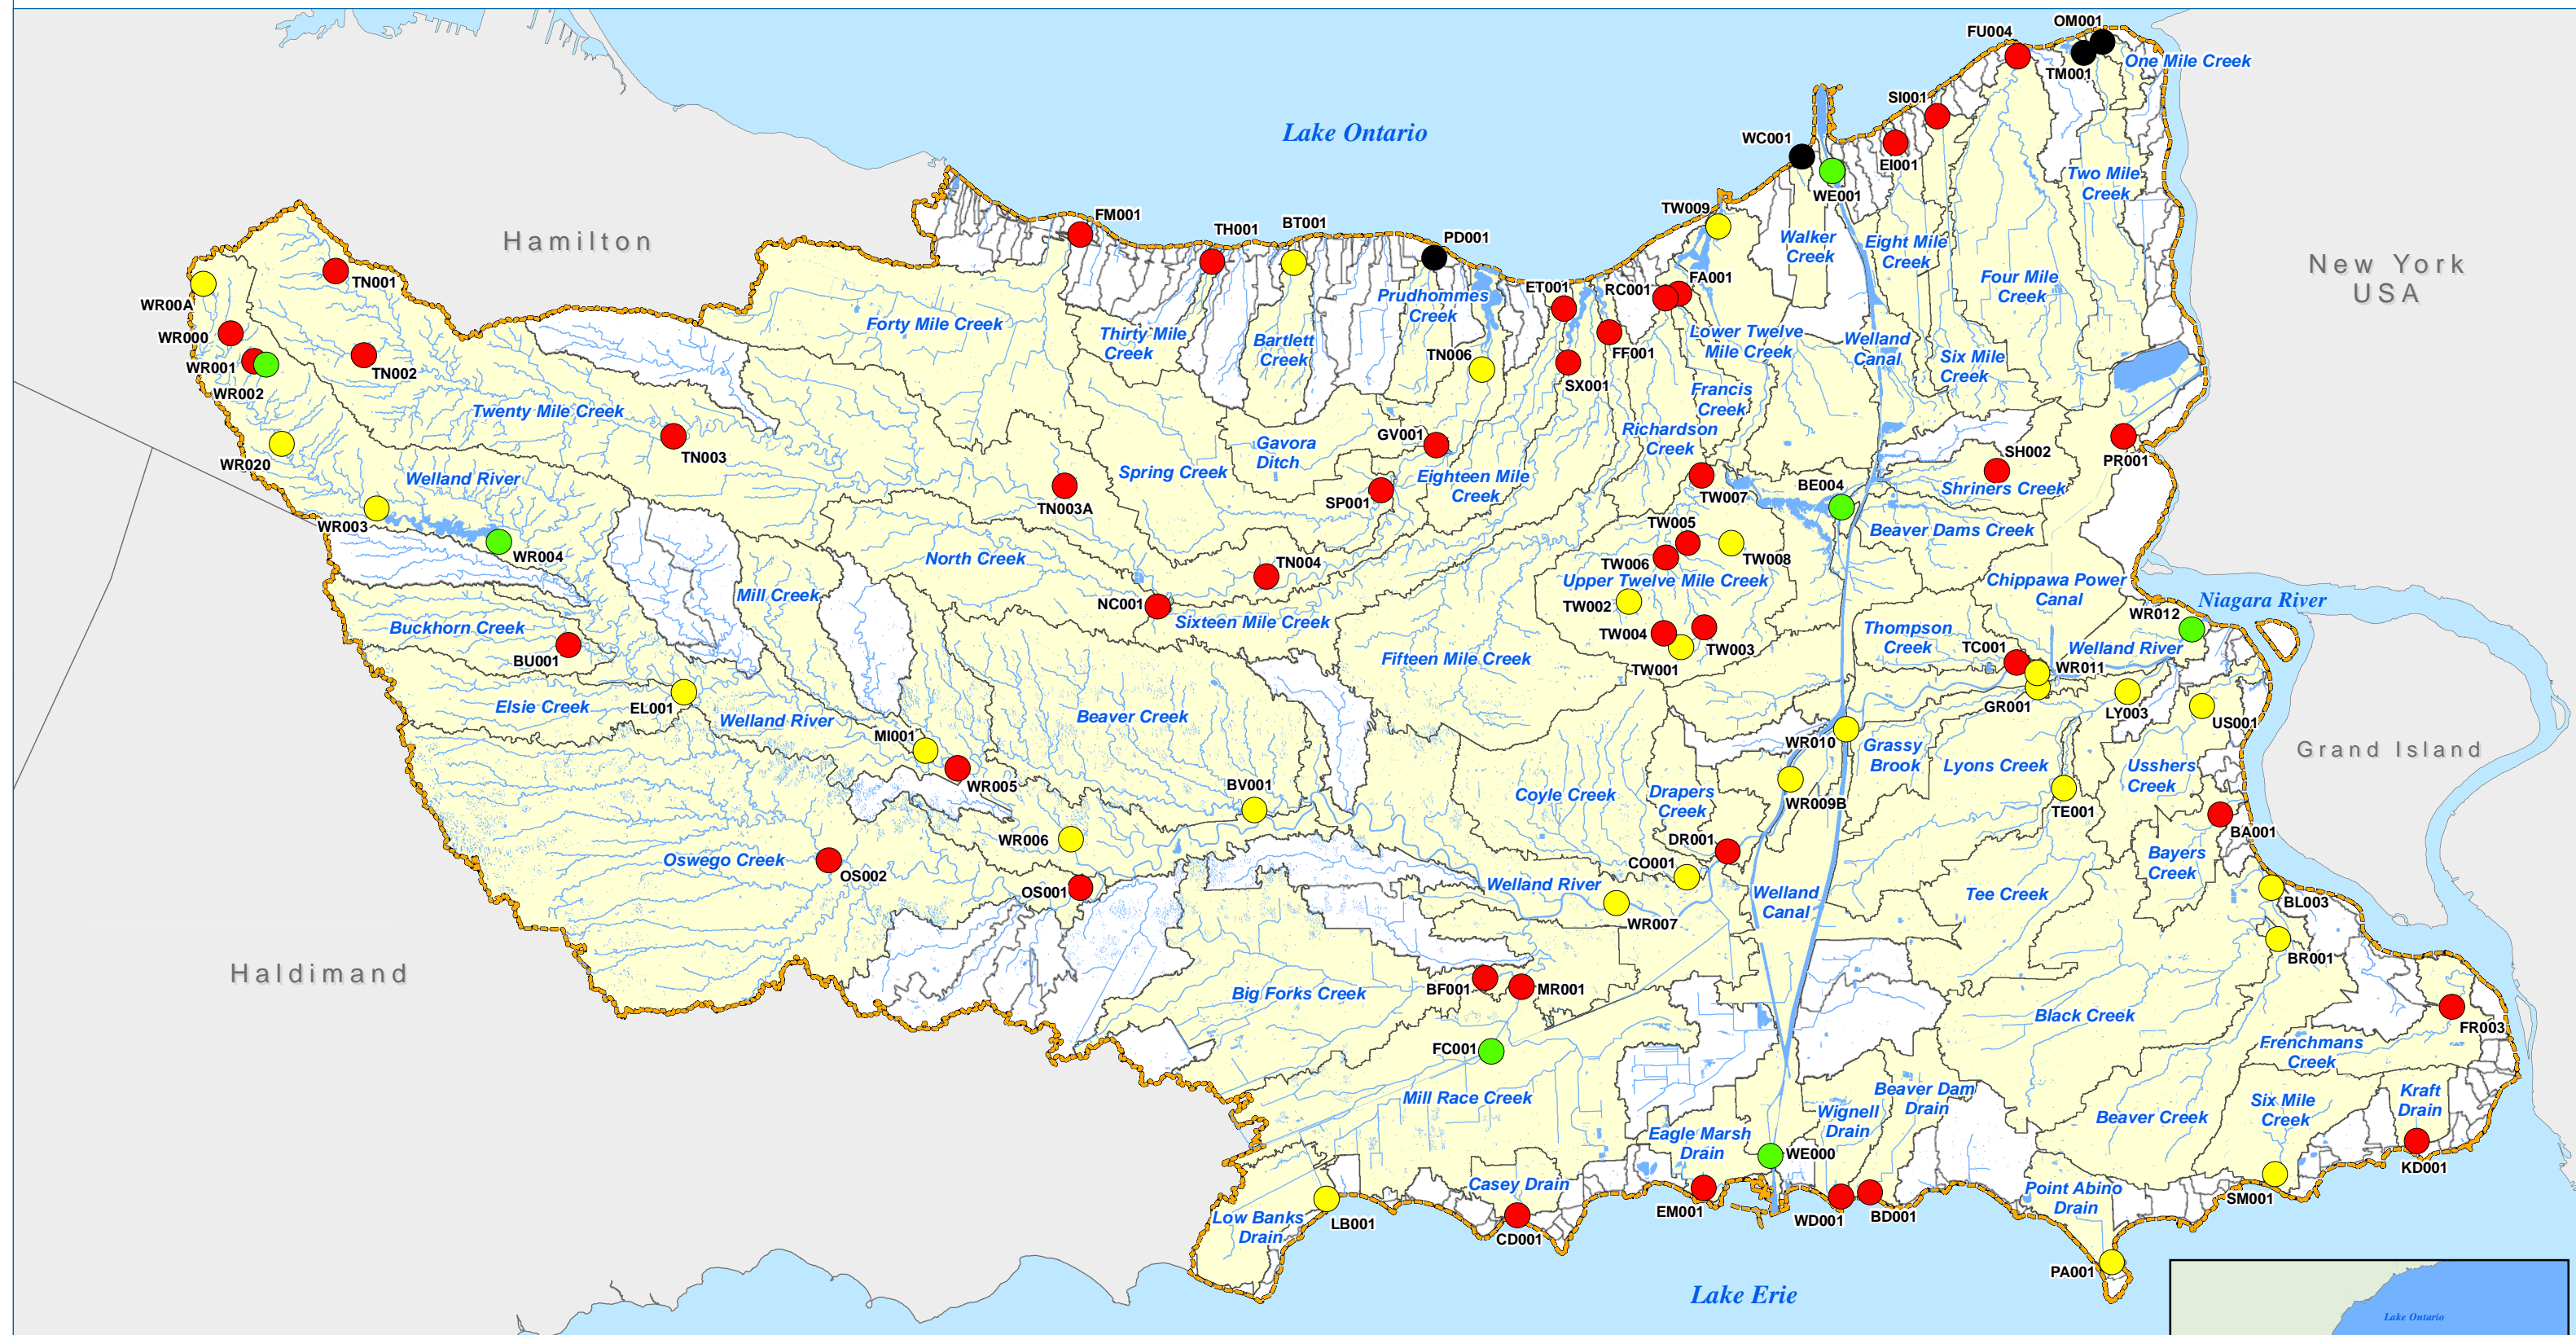 OM001
FU004
One Mile Creek
TM001
SI001
Lake Ontario
WC001
EI001
Two Mile
Creek
WE001
TW009
FM001
TH001
BT001
PD001
Hamilton
Walker
Creek
Eight Mile
Creek
New York
USA
TN001
WR00A
FA001
RC001
ET001
Four Mile
Creek
Prudhommes
Creek
Forty Mile Creek
Thirty Mile
Creek
Bartlett
Creek
Lower Twelve
Mile Creek
Welland
Canal
WR000
FF001
TN006
Six Mile
Creek
WR001
TN002
SX001
WR002
Francis
Creek
Twenty Mile Creek
Richardson
Creek
GV001
Gavora
Ditch
TN003
WR020
SH002
PR001
Spring Creek
Eighteen Mile
Creek
Welland River
Shriners Creek
BE004
TW007
SP001
TN003A
WR003
TW005
Beaver Dams Creek
WR004
TW008
North Creek
TN004
TW006
Upper Twelve Mile Creek
Chippawa Power
Canal
Mill Creek
Niagara River
NC001
TW002
WR012
Sixteen Mile Creek
Buckhorn Creek
TW004
Thompson
Creek
TC001
Welland River
BU001
Fifteen Mile Creek
TW003
TW001
WR011
Elsie Creek
EL001
GR001
LY003
US001
Welland River
Beaver Creek
MI001
WR010
Grassy
Brook
Lyons Creek
Usshers
Creek
Grand Island
WR005
BV001
Coyle Creek
Drapers
Creek
WR009B
TE001
BA001
WR006
DR001
Oswego Creek
OS002
CO001
Bayers
Creek
OS001
Welland River
Welland
Canal
Tee Creek
BL003
WR007
BR001
Haldimand
BF001
MR001
Big Forks Creek
Black Creek
FR003
FC001
Frenchmans
Creek
Mill Race Creek
Beaver Dam
Drain
Wignell
Drain
Kraft
Drain
Six Mile
Creek
Beaver Creek
Eagle Marsh
Drain
WE000
KD001
Casey Drain
Point Abino
Drain
SM001
EM001
WD001
BD001
Low Banks
Drain
LB001
CD001
PA001
Lake Erie
Lake Ontario